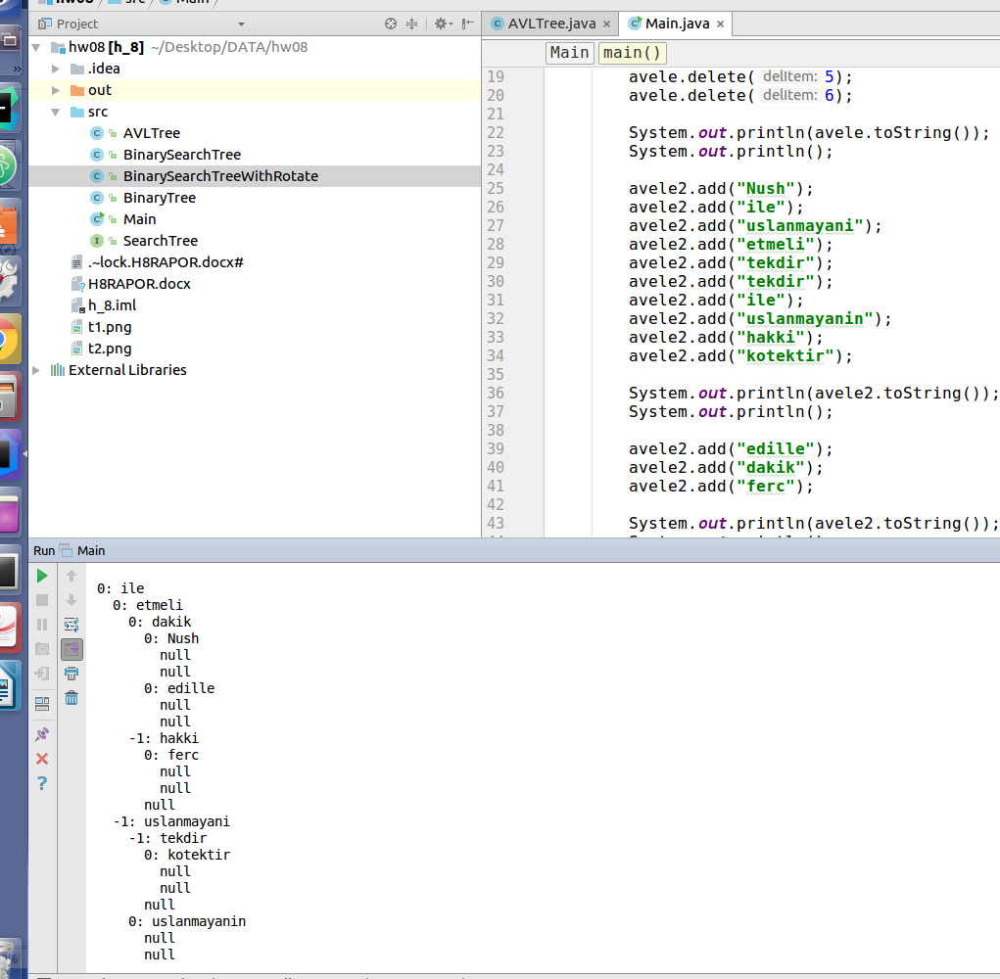 hw08 src Main
Project
hw08 [h_8] ~/Desktop/DATA/hw08
.idea
out
src
AVLTree
BinarySearchTree
BinarySearchTreeWithRotate
BinaryTree
Main
SearchTree
.~lock.H8RAPOR.docx#
H8RAPOR.docx
h_8.iml
t1.png
t2.png
External Libraries
AVLTree.java × Main.java ×
Main main()
19 avele.delete( delItem: 5);
20 avele.delete( delItem: 6);
21
22 System.out.println(avele.toString());
23 System.out.println();
24
25 avele2.add("Nush");
26 avele2.add("ile");
27 avele2.add("uslanmayani");
28 avele2.add("etmeli");
29 avele2.add("tekdir");
30 avele2.add("tekdir");
31 avele2.add("ile");
32 avele2.add("uslanmayanin");
33 avele2.add("hakki");
34 avele2.add("kotektir");
35
36 System.out.println(avele2.toString());
37 System.out.println();
38
39 avele2.add("edille");
40 avele2.add("dakik");
41 avele2.add("ferc");
42
43 System.out.println(avele2.toString());
Run Main
0: ile
0: etmeli
0: dakik
0: Nush
null
null
0: edille
null
null
-1: hakki
0: ferc
null
null
null
-1: uslanmayani
-1: tekdir
0: kotektir
null
null
null
0: uslanmayanin
null
null